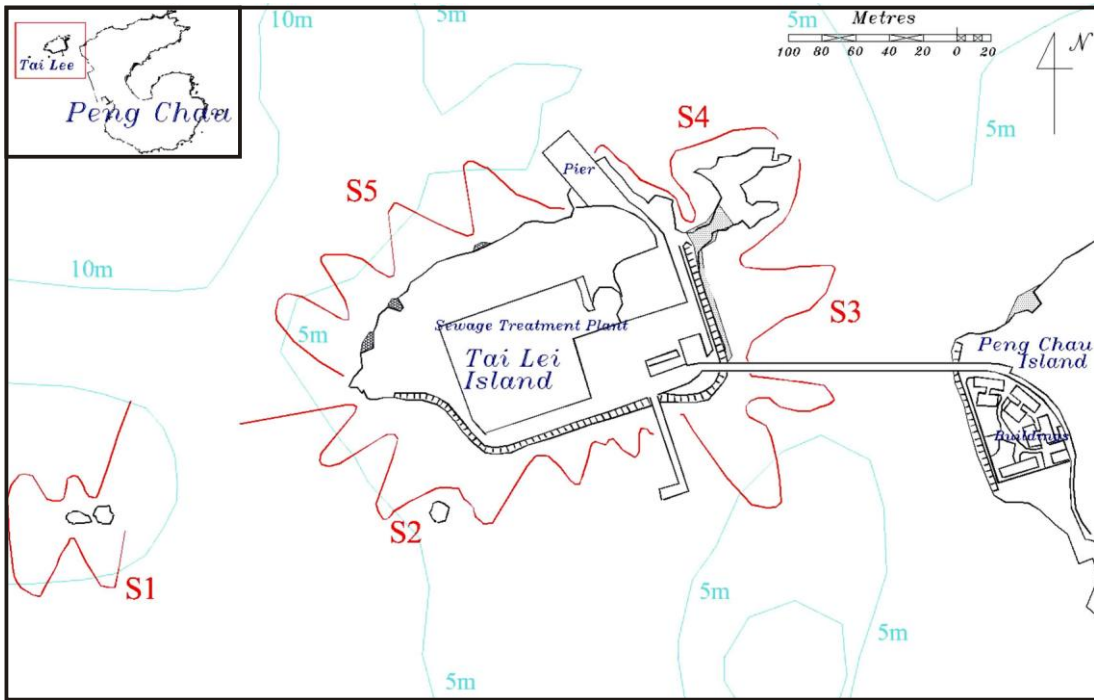 10m
5m
5m
Metres
100 80 60 40 20 0 20
N
Tai Lee
Peng Chau
5m
S4
Pier
S5
10m
5m
S3
Sewage Treatment Plant
Tai Lei
Island
Peng Chau
Island
Buildings
S2
S1
5m
5m
5m